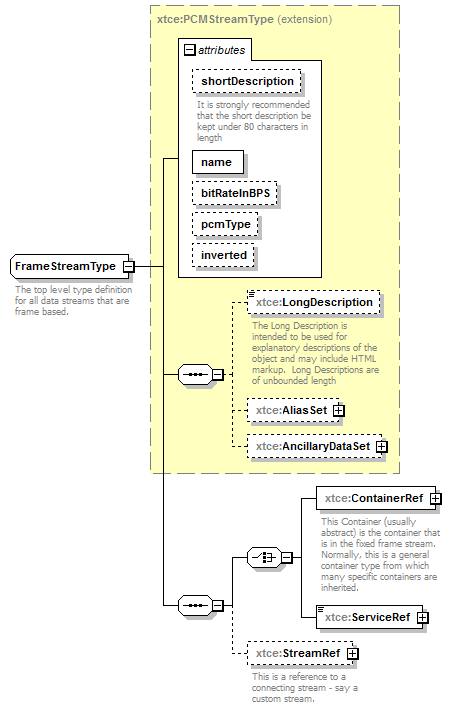 xtce:PCMStreamType (extension)
attributes
shortDescription
It is strongly recommended
that the short description be
kept under 80 characters in
length
name
bitRateInBPS
pcmType
inverted
FrameStreamType
The top level type definition
for all data streams that are
frame based.
xtce:LongDescription
The Long Description is
intended to be used for
explanatory descriptions of the
object and may include HTML
markup.  Long Descriptions are
of unbounded length
xtce:AliasSet
xtce:AncillaryDataSet
xtce:ContainerRef
This Container (usually
abstract) is the container that
is in the fixed frame stream.
Normally, this is a general
container type from which
many specific containers are
inherited.
xtce:ServiceRef
xtce:StreamRef
This is a reference to a
connecting stream - say a
custom stream.